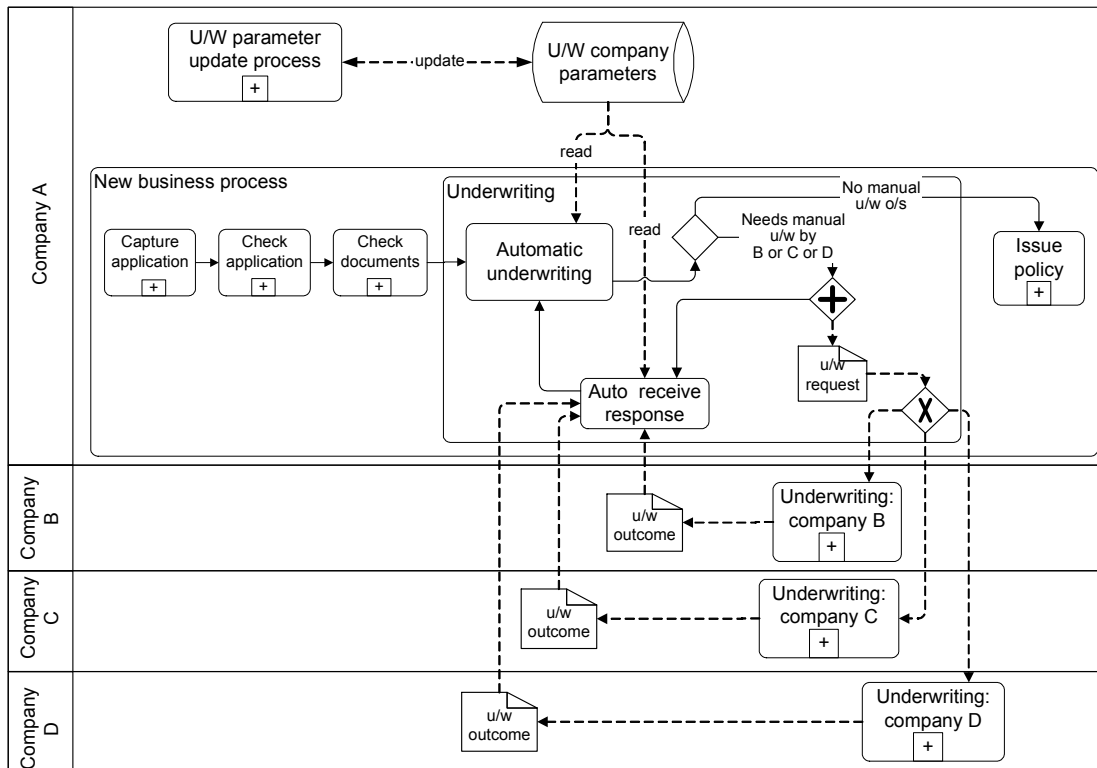 Company A
U/W parameter
update process
+
update
U/W company
parameters
read
read
New business process
Underwriting
Capture
application
+
Check
application
+
Check
documents
+
Automatic
underwriting
No manual
u/w o/s
Needs manual
u/w by
B or C or D
Issue
policy
+
u/w
request
X
Auto receive
response
Company
B
u/w
outcome
Underwriting:
company B
+
Company
C
u/w
outcome
Underwriting:
company C
+
Company
D
u/w
outcome
Underwriting:
company D
+